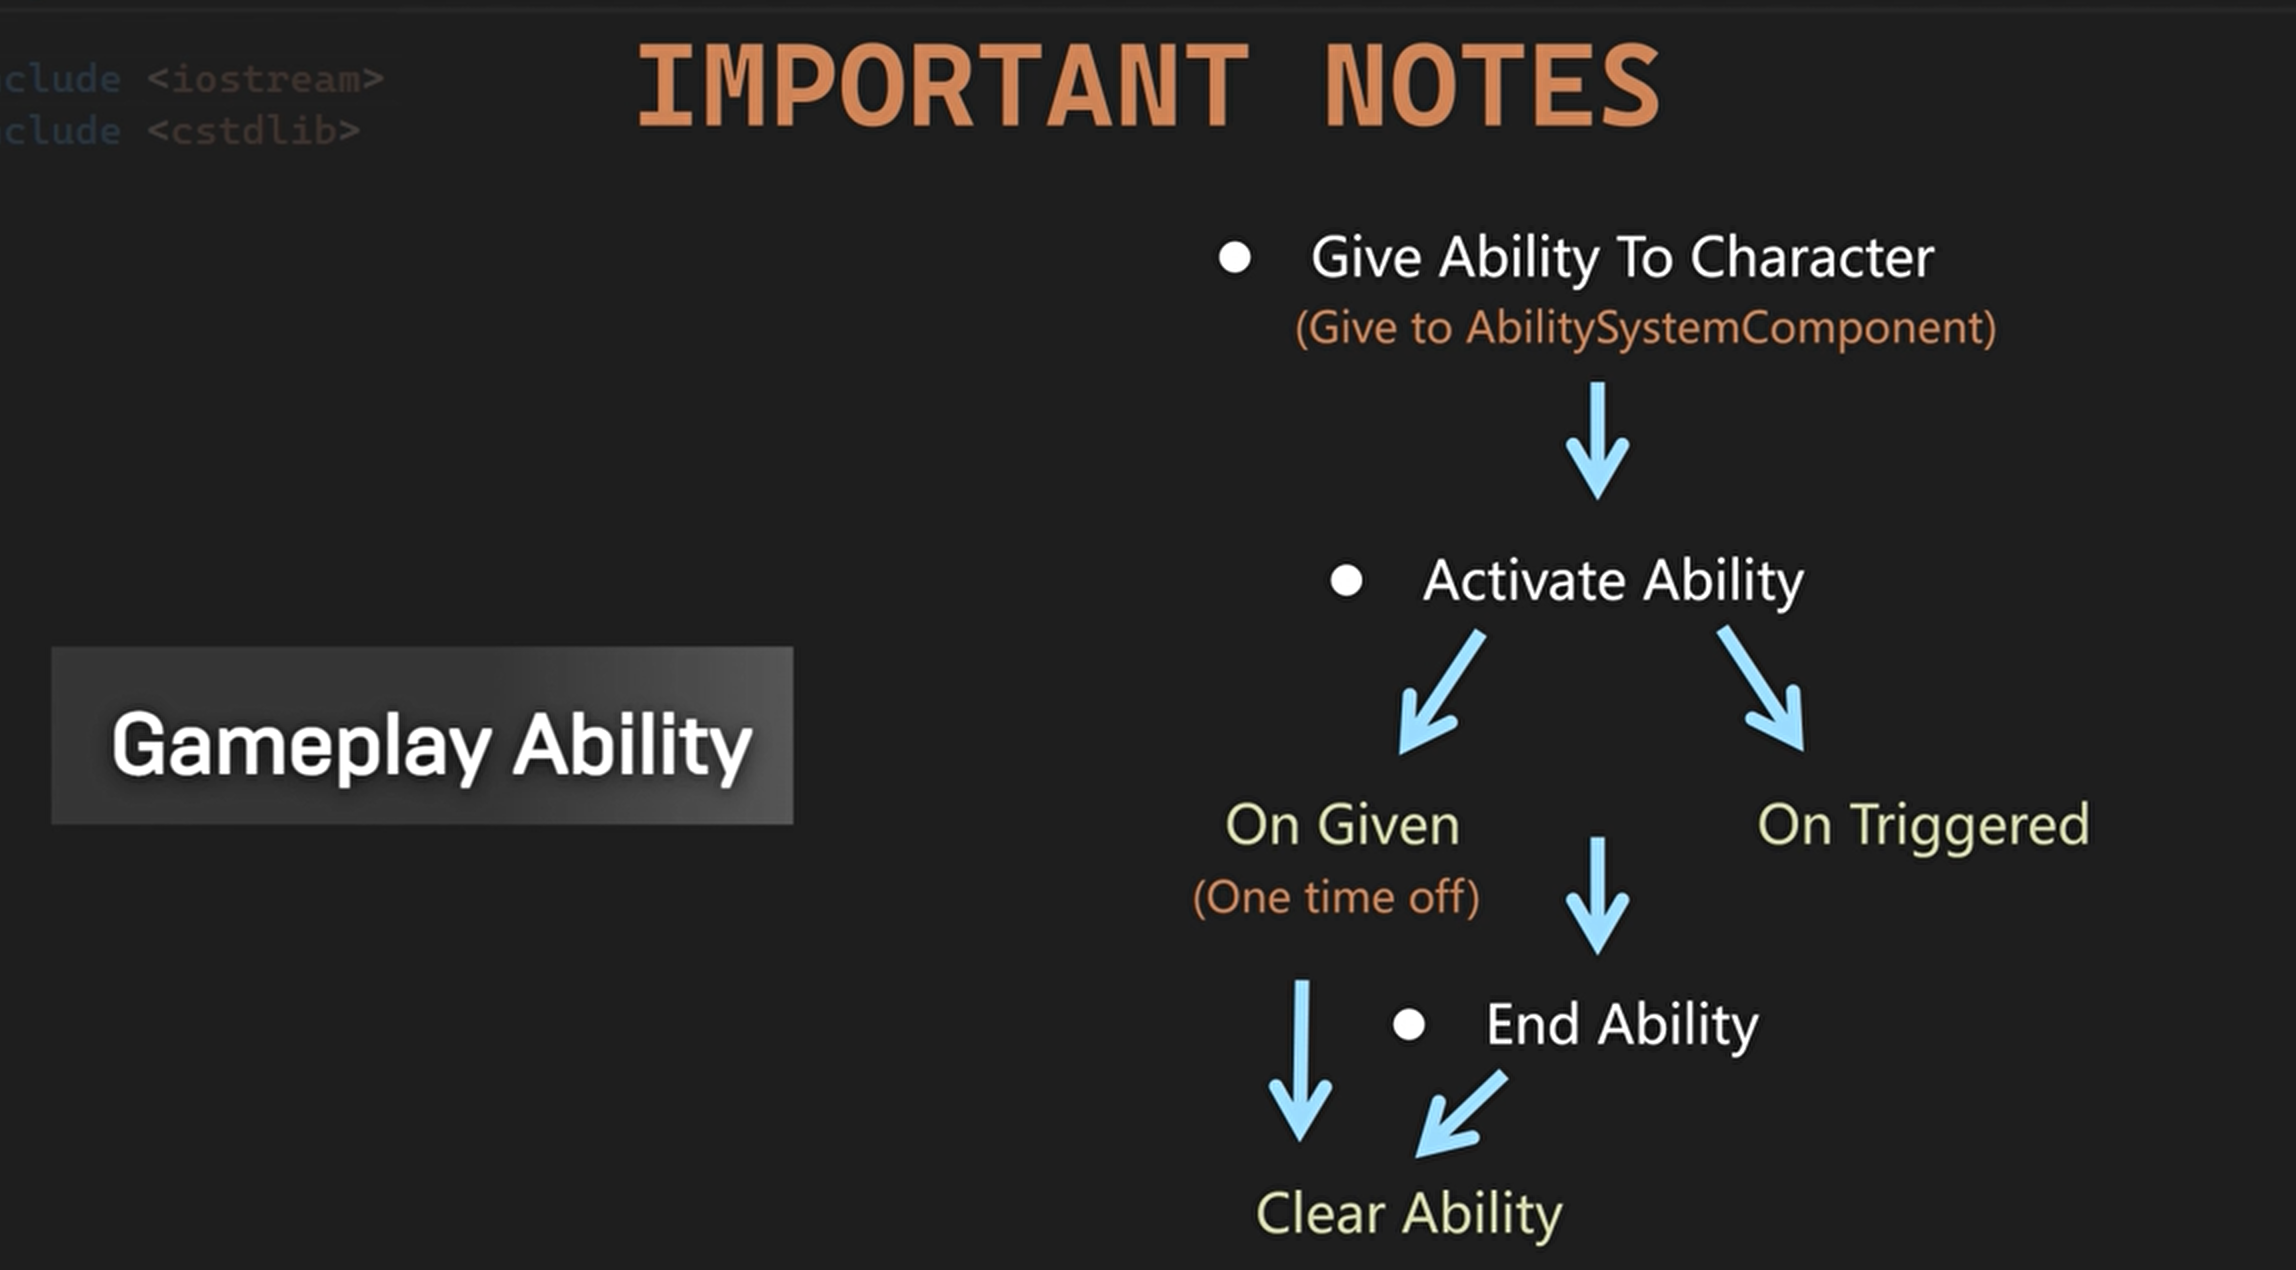 clude <iostream>
clude <cstdlib>
IMPORTANT NOTES
Give Ability To Character
(Give to AbilitySystemComponent)
Activate Ability
Gameplay Ability
On Given
On Triggered
(One time off)
End Ability
Clear Ability